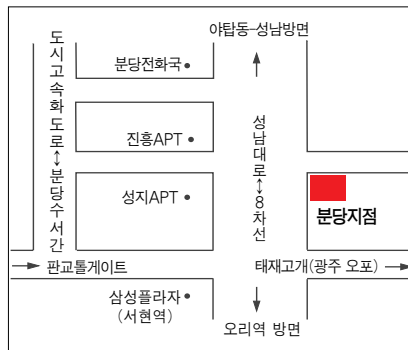 야탑동-성남방면
도시고속화도로↔분당수서간
분당전화국
성남대로↔8차선
진흥APT
성지APT
분당지점
판교톨게이트
태재고개(광주 오포)
삼성플라자
(서현역)
오리역 방면